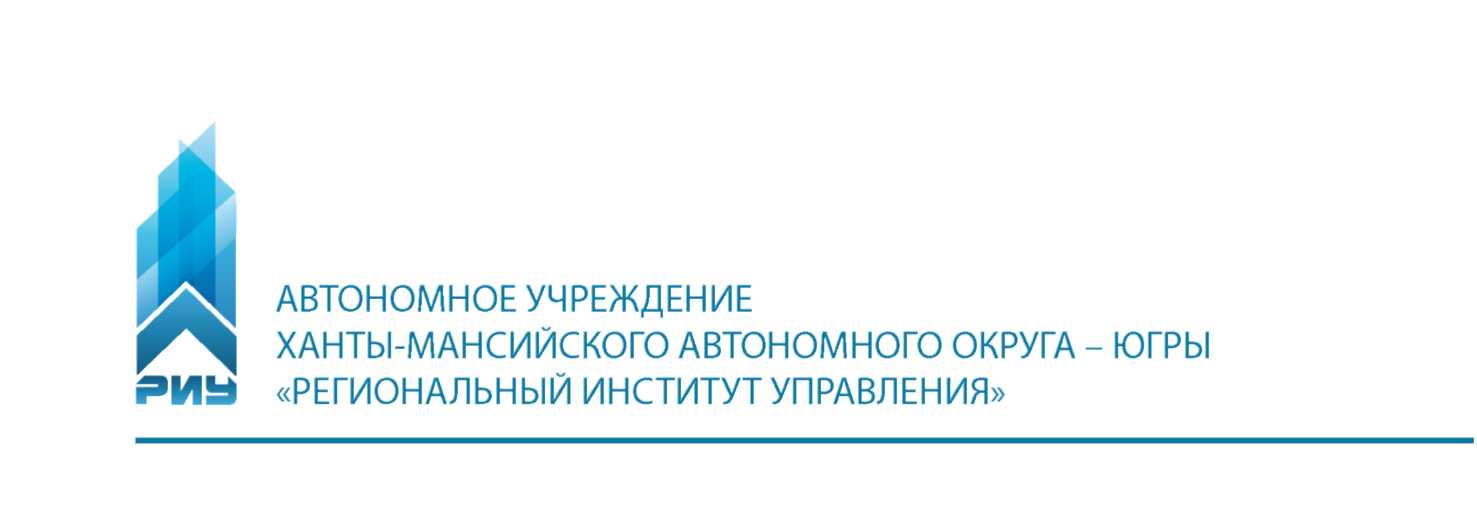 АВТОНОМНОЕ УЧРЕЖДЕНИЕ
ХАНТЫ-МАНСИЙСКОГО АВТОНОМНОГО ОКРУГА – ЮГРЫ
РИУ «РЕГИОНАЛЬНЫЙ ИНСТИТУТ УПРАВЛЕНИЯ»